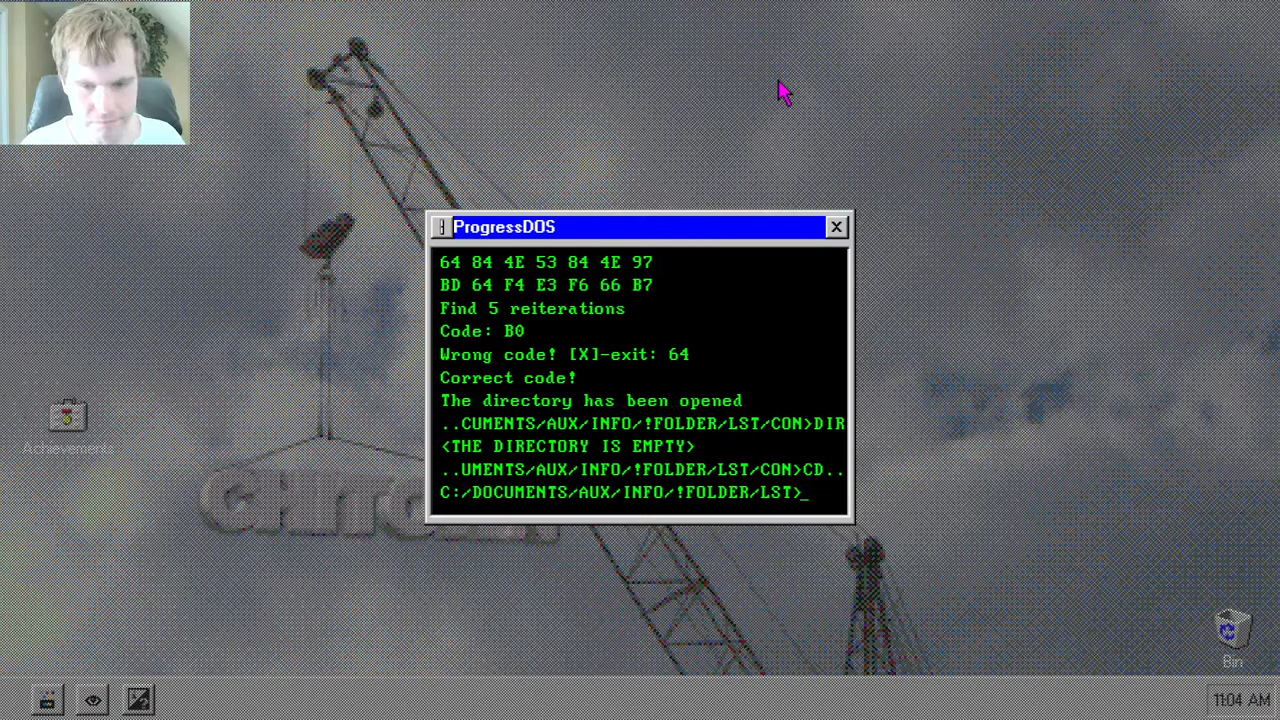 ProgressDOS
64 84 4E 53 84 4E 97
BD 64 F4 E3 F6 66 B7
Find 5 reiterations
Code: B0
Wrong code! [X]-exit: 64
Correct code!
The directory has been opened
..CUMENTS/AUX/INFO/!FOLDER/LST/CON>DIR
<THE DIRECTORY IS EMPTY>
..UMENTS/AUX/INFO/!FOLDER/LST/CON>CD..
C:/DOCUMENTS/AUX/INFO/!FOLDER/LST>_
Achievements
Bin
11:04 AM